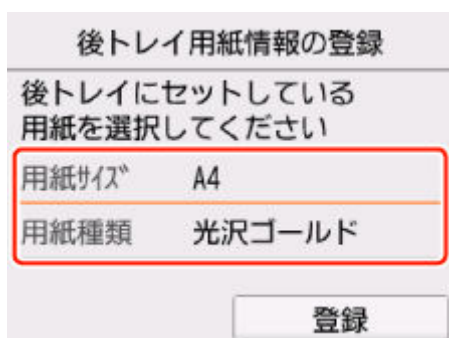 後トレイ用紙情報の登録
後トレイにセットしている
用紙を選択してください
用紙ｻｲｽﾞ A4
用紙種類 光沢ゴールド
登録